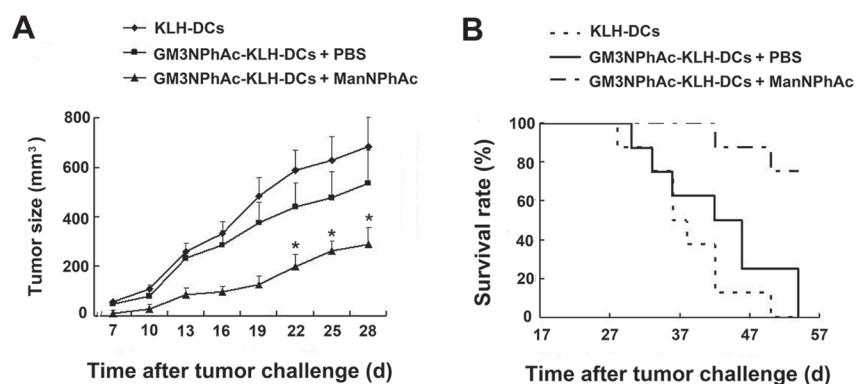 A
KLH-DCs
GM3NPhAc-KLH-DCs + PBS
GM3NPhAc-KLH-DCs + ManNPhAc
Tumor size (mm³)
800
600
400
200
* * *
7 10 13 16 19 22 25 28
Time after tumor challenge (d)
B
KLH-DCs
GM3NPhAc-KLH-DCs + PBS
GM3NPhAc-KLH-DCs + ManNPhAc
Survival rate (%)
100
80
60
40
20
0
17 27 37 47 57
Time after tumor challenge (d)